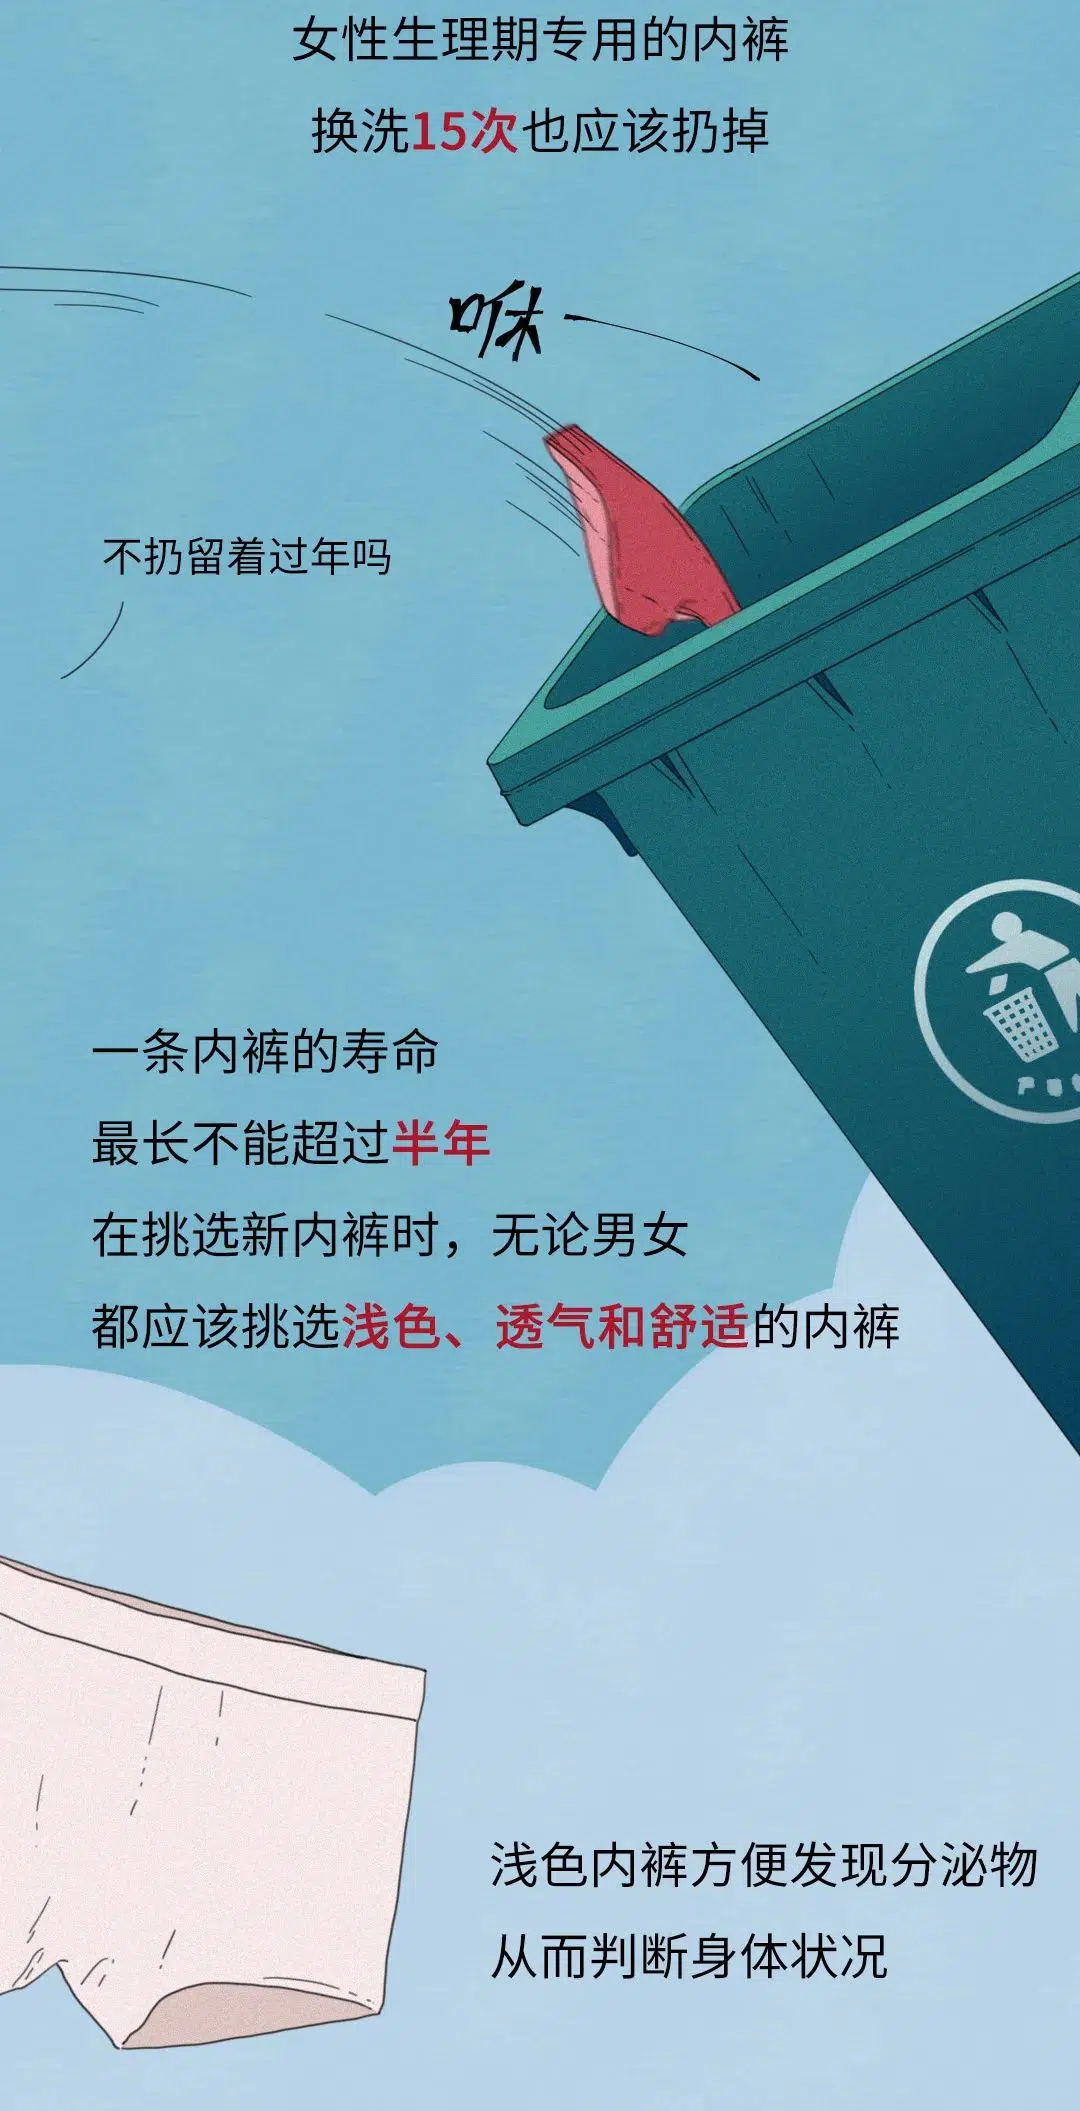 女性生理期专用的内裤
换洗15次也应该扔掉
咻一
不扔留着过年吗
一条内裤的寿命
最长不能超过半年
在挑选新内裤时，无论男女
都应该挑选浅色、透气和舒适的内裤
浅色内裤方便发现分泌物
从而判断身体状况